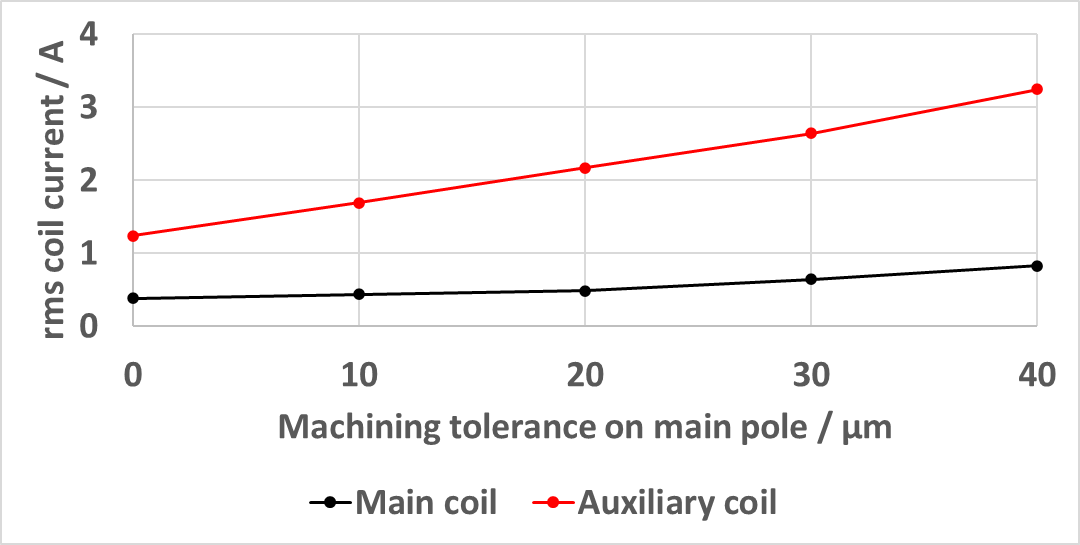 rms coil current / A
4
3
2
1
0
0 10 20 30 40
Machining tolerance on main pole / µm
Main coil Auxiliary coil